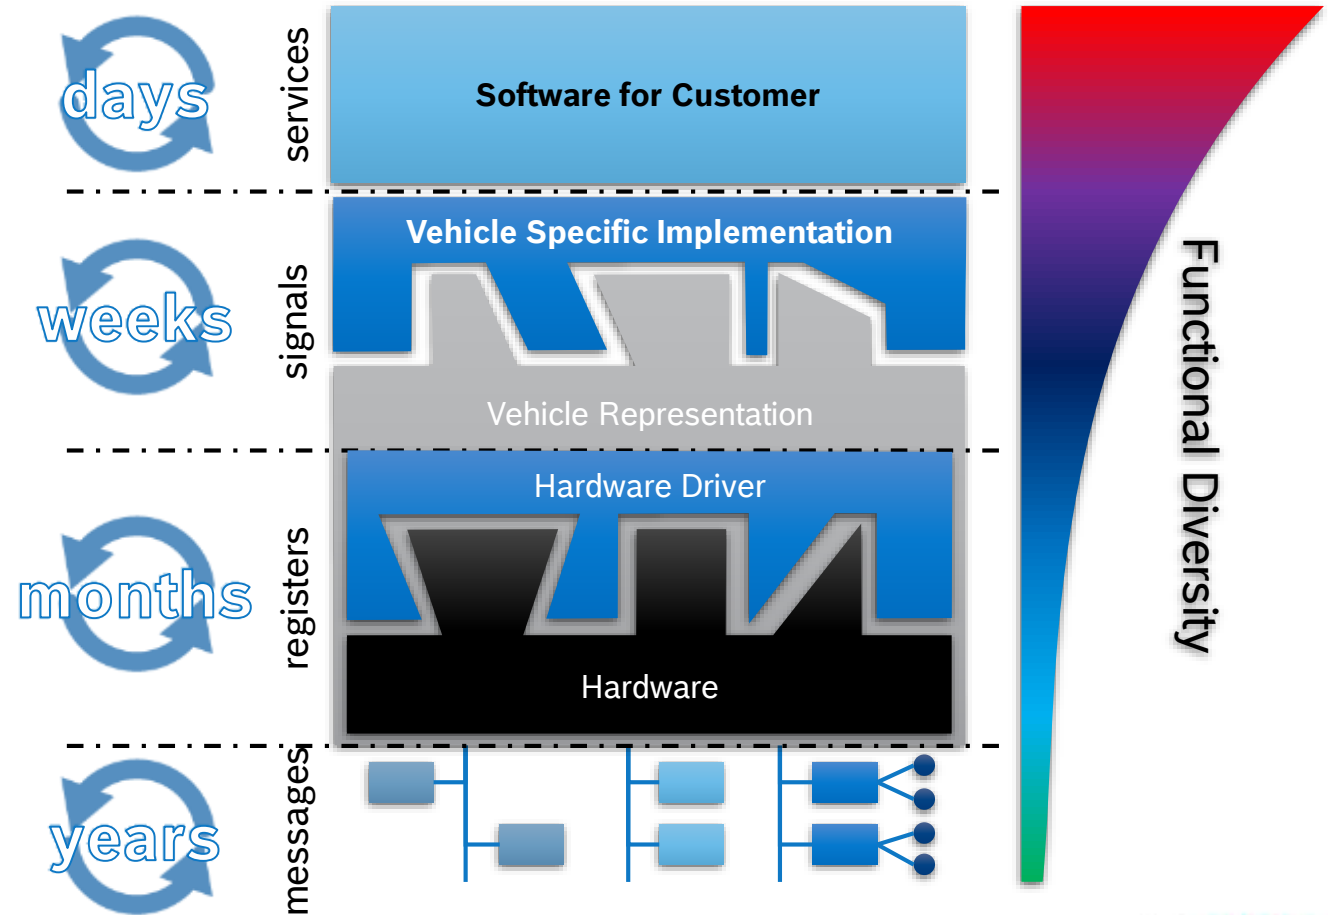 days
services
Software for Customer
weeks
signals
Vehicle Specific Implementation
Vehicle Representation
months
registers
Hardware Driver
Hardware
years
messages
Functional Diversity